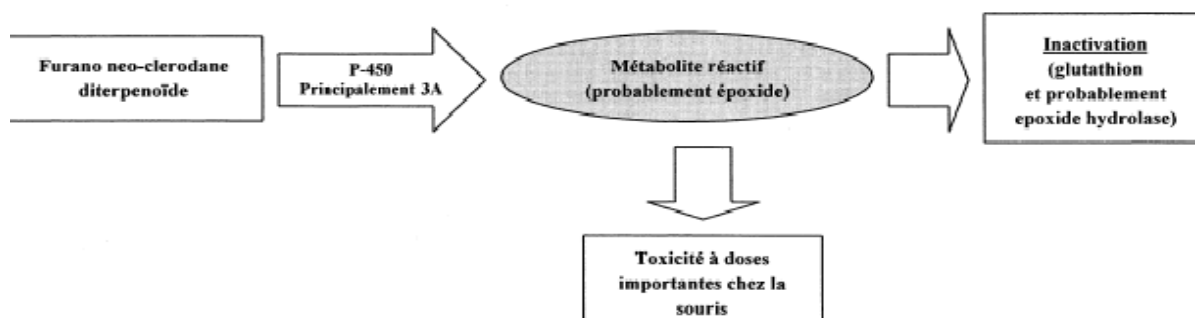 Furano neo-clerodane
diterpenoïde
P-450
Principalement 3A
Métabolite réactif
(probablement époxide)
Inactivation
(glutathion
et probablement
epoxide hydrolase)
Toxicité à doses
importantes chez la
souris